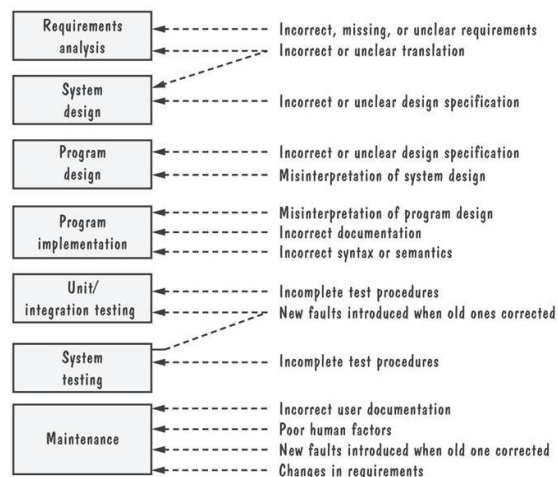 Requirements
analysis
Incorrect, missing, or unclear requirements
Incorrect or unclear translation
System
design
Incorrect or unclear design specification
Program
design
Incorrect or unclear design specification
Misinterpretation of system design
Program
implementation
Misinterpretation of program design
Incorrect documentation
Incorrect syntax or semantics
Unit/
integration testing
Incomplete test procedures
New faults introduced when old ones corrected
System
testing
Incomplete test procedures
Maintenance
Incorrect user documentation
Poor human factors
New faults introduced when old one corrected
Changes in requirements